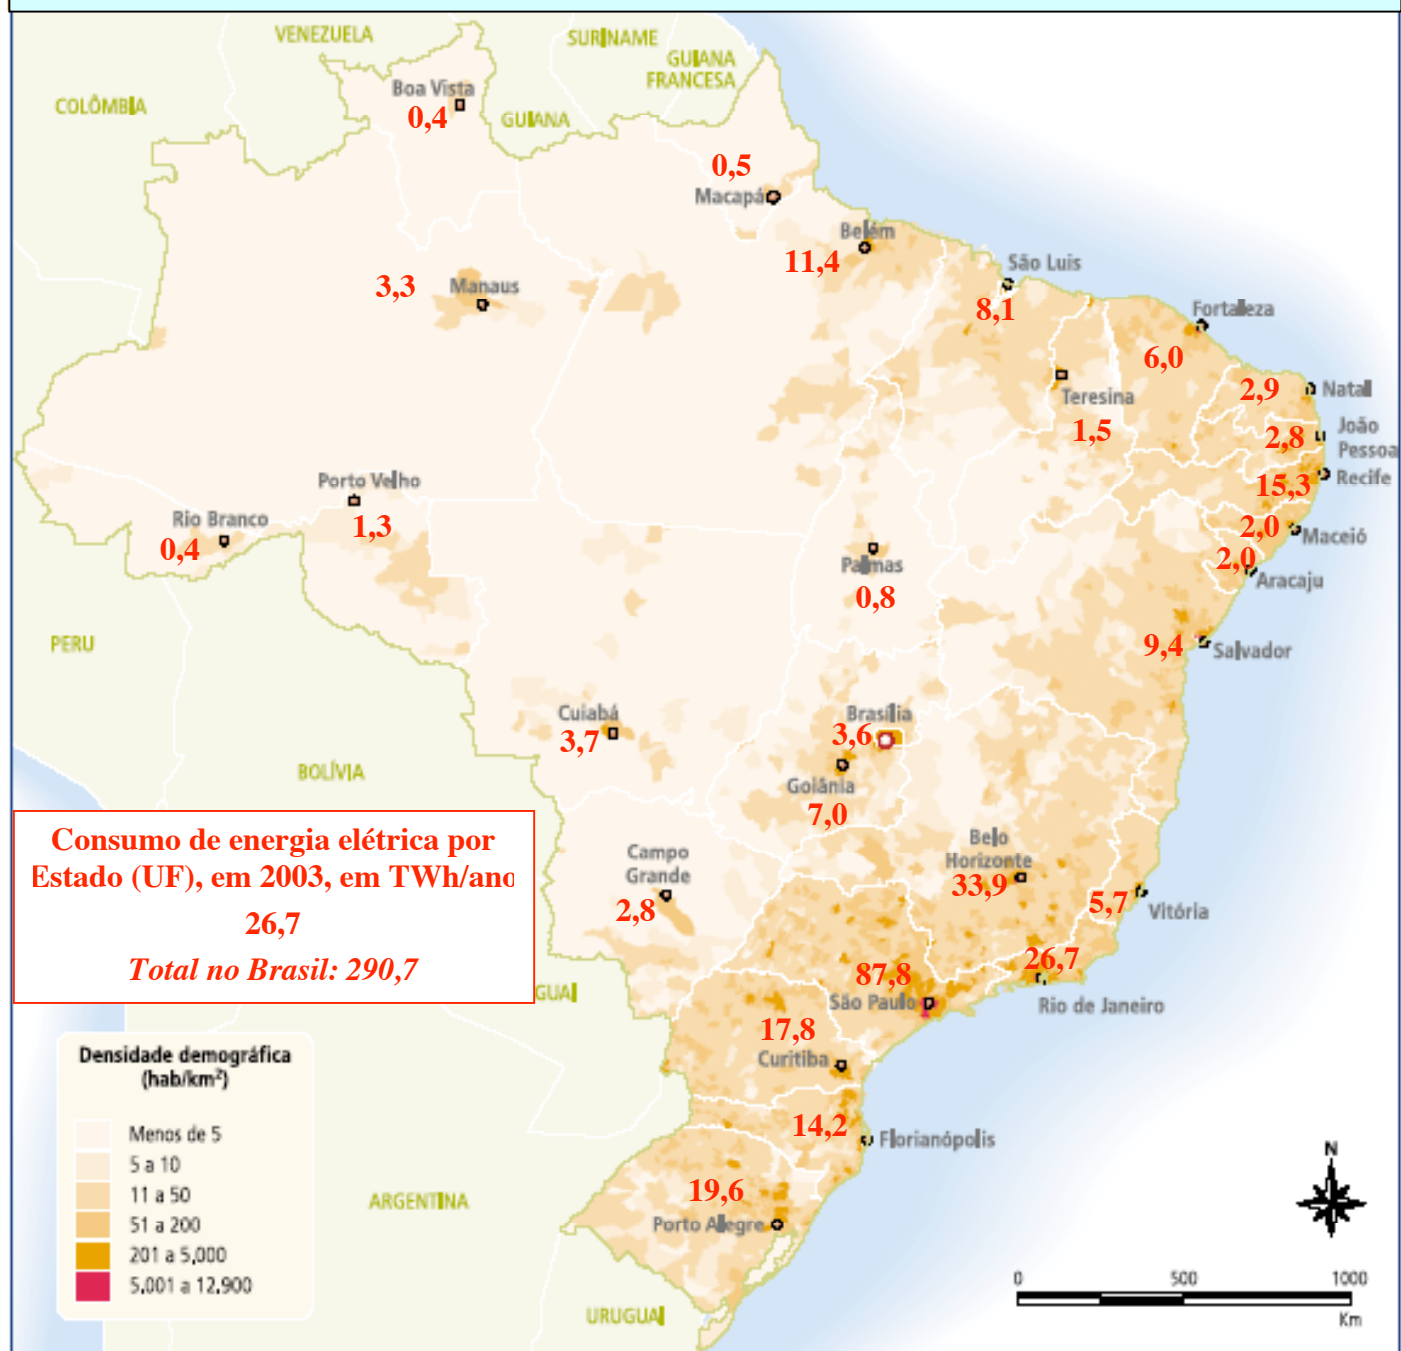 VENEZUELA
SURINAME
GUIANA
FRANCESA
COLÔMBIA
Boa Vista
0,4
GUIANA
0,5
Macapá
Belém
11,4
São Luis
8,1
3,3
Manaus
Fortaleza
6,0
Teresina
1,5
2,9
Natal
2,8
João
Pessoa
15,3
Recife
Porto Velho
1,3
Rio Branco
0,4
2,0
Maceió
2,0
Aracaju
Palmas
0,8
PERU
9,4
Salvador
Cuiabá
3,7
Brasília
3,6
Goiânia
7,0
BOLÍVIA
Consumo de energia elétrica por
Estado (UF), em 2003, em TWh/ano
26,7
Total no Brasil: 290,7
Campo
Grande
2,8
Belo
Horizonte
33,9
5,7
Vitória
26,7
Rio de Janeiro
87,8
São Paulo
GUAI
17,8
Curitiba
14,2
Florianópolis
19,6
Porto Alegre
ARGENTINA
URUGUAI
Densidade demográfica
(hab/km²)
Menos de 5
5 a 10
11 a 50
51 a 200
201 a 5,000
5,001 a 12,900
N
0 500 1000
Km